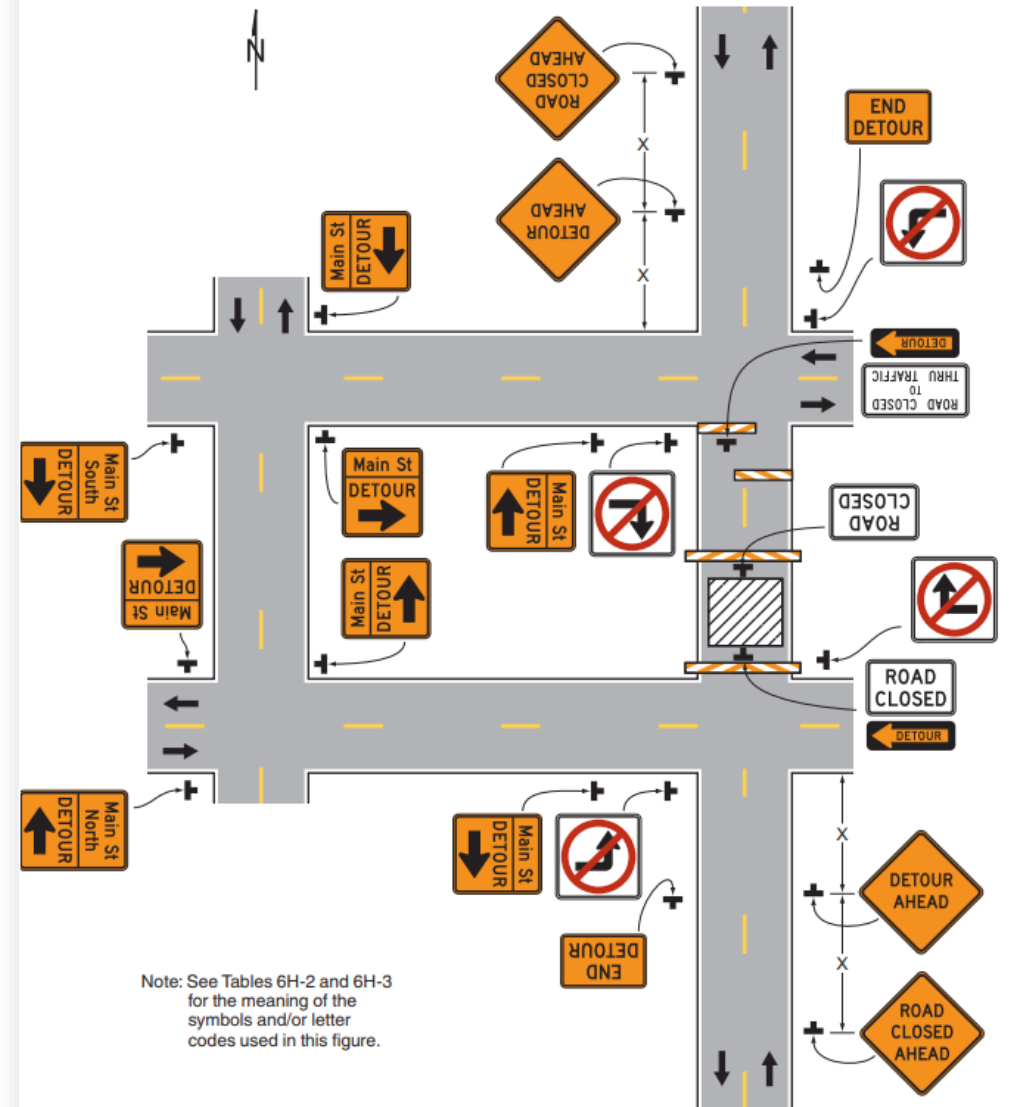 N
ROAD
CLOSED
AHEAD
X
DETOUR
AHEAD
X
END
DETOUR
Main St
DETOUR
DETOUR
ROAD CLOSED
TO
THRU TRAFFIC
Main St
South
DETOUR
Main St
DETOUR
Main St
DETOUR
ROAD
CLOSED
Main St
DETOUR
Main St
DETOUR
ROAD
CLOSED
DETOUR
Main St
North
DETOUR
Main St
DETOUR
X
DETOUR
AHEAD
END
DETOUR
X
ROAD
CLOSED
AHEAD
Note: See Tables 6H-2 and 6H-3
for the meaning of the
symbols and/or letter
codes used in this figure.